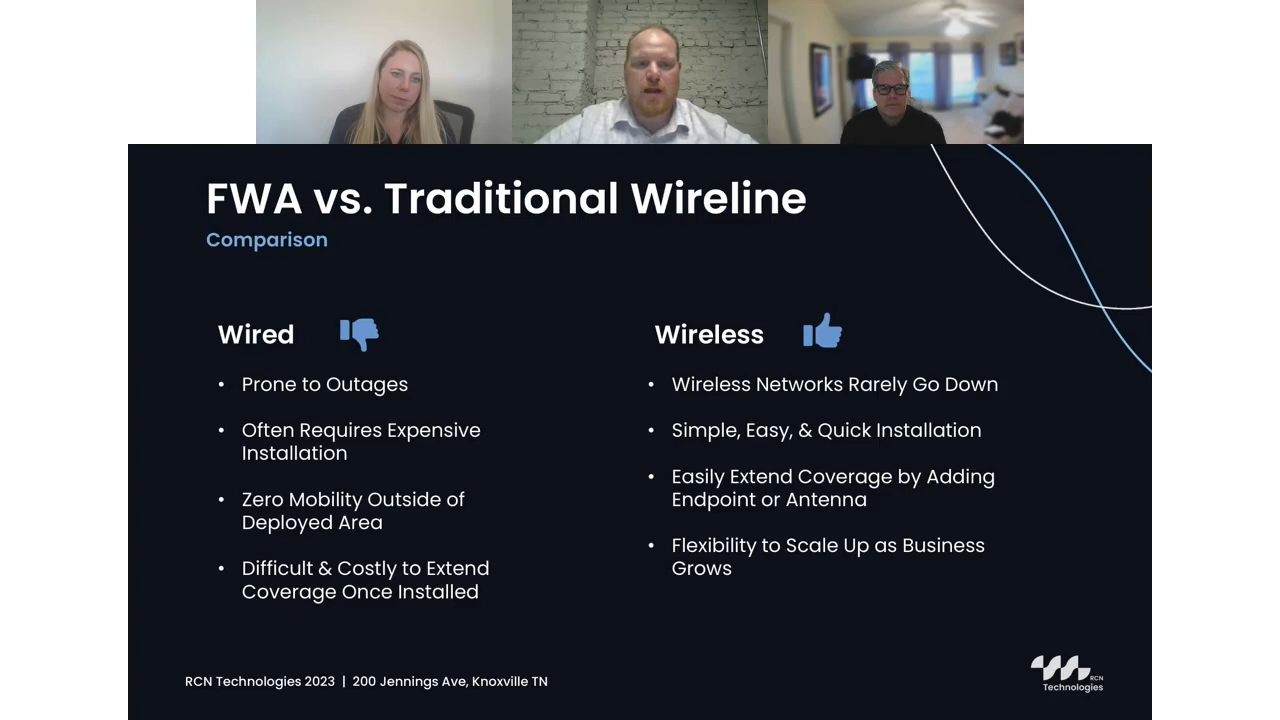 FWA vs. Traditional Wireline
Comparison
Wired
• Prone to Outages
• Often Requires Expensive
Installation
• Zero Mobility Outside of
Deployed Area
• Difficult & Costly to Extend
Coverage Once Installed
Wireless
• Wireless Networks Rarely Go Down
• Simple, Easy, & Quick Installation
• Easily Extend Coverage by Adding
Endpoint or Antenna
• Flexibility to Scale Up as Business
Grows
RCN Technologies 2023 | 200 Jennings Ave, Knoxville TN
RCN
Technologies